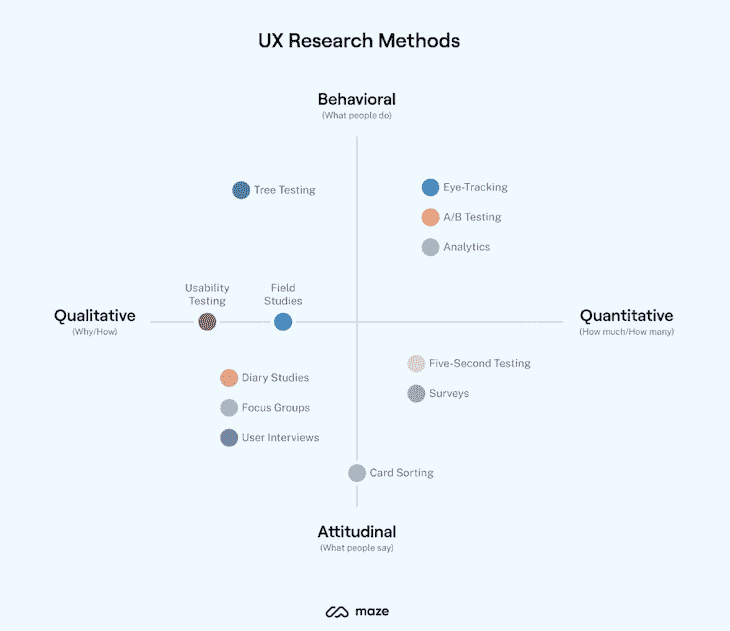 UX Research Methods
Behavioral
(What people do)
Tree Testing
Eye-Tracking
A/B Testing
Analytics
Usability
Testing
Field
Studies
Qualitative
(Why/How)
Quantitative
(How much/How many)
Five-Second Testing
Surveys
Diary Studies
Focus Groups
User Interviews
Card Sorting
Attitudinal
(What people say)
maze